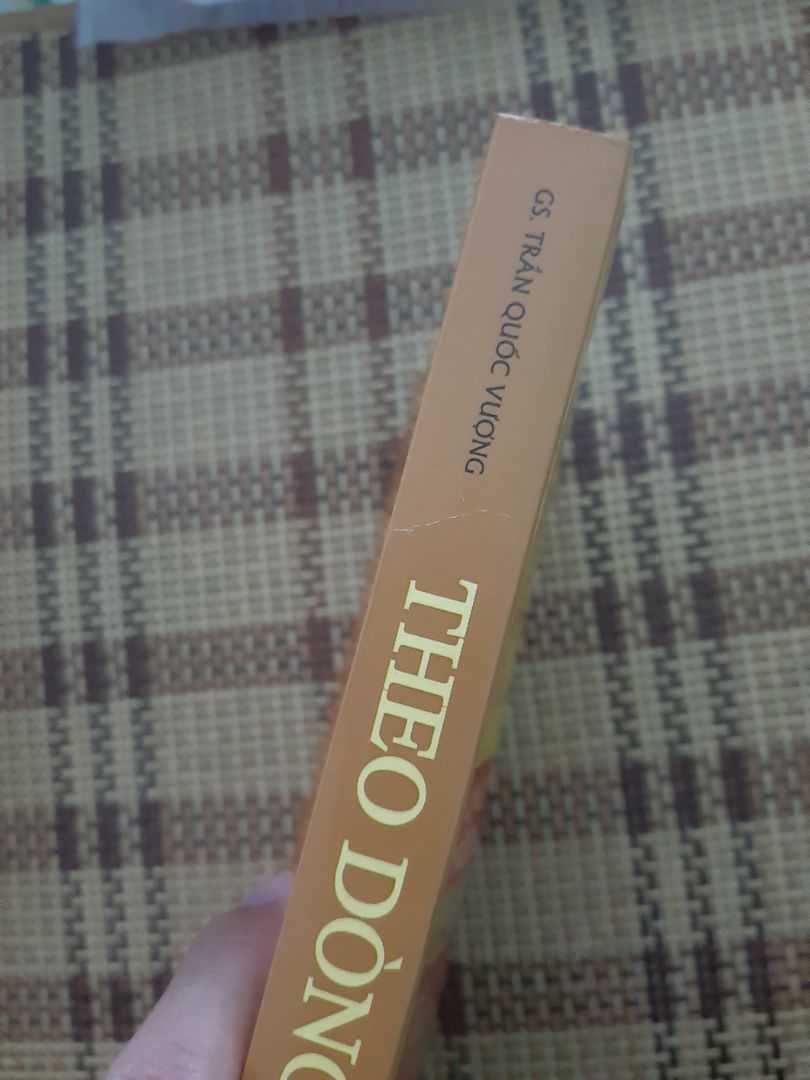 GS. TRẦN QUỐC VƯỢNG
THEO DÒNG